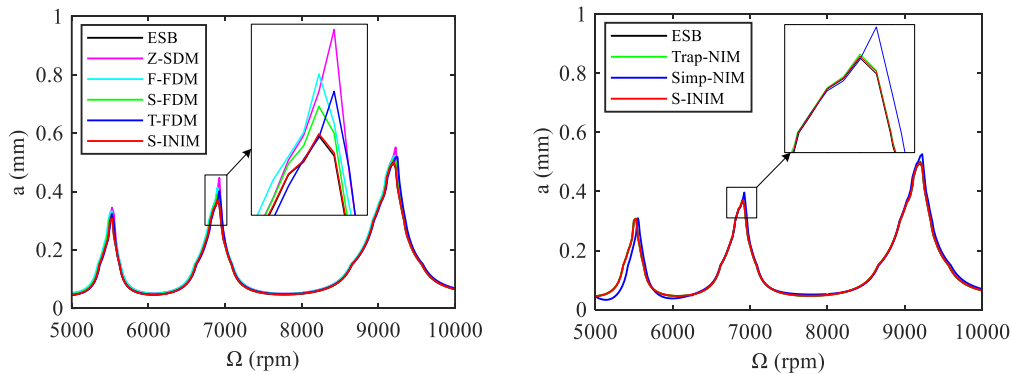 1
0.8
0.6
0.4
0.2
0
a (mm)
5000 6000 7000 8000 9000 10000
Ω (rpm)
ESB
Z-SDM
F-FDM
S-FDM
T-FDM
S-INIM
1
0.8
0.6
0.4
0.2
0
a (mm)
5000 6000 7000 8000 9000 10000
Ω (rpm)
ESB
Trap-NIM
Simp-NIM
S-INIM